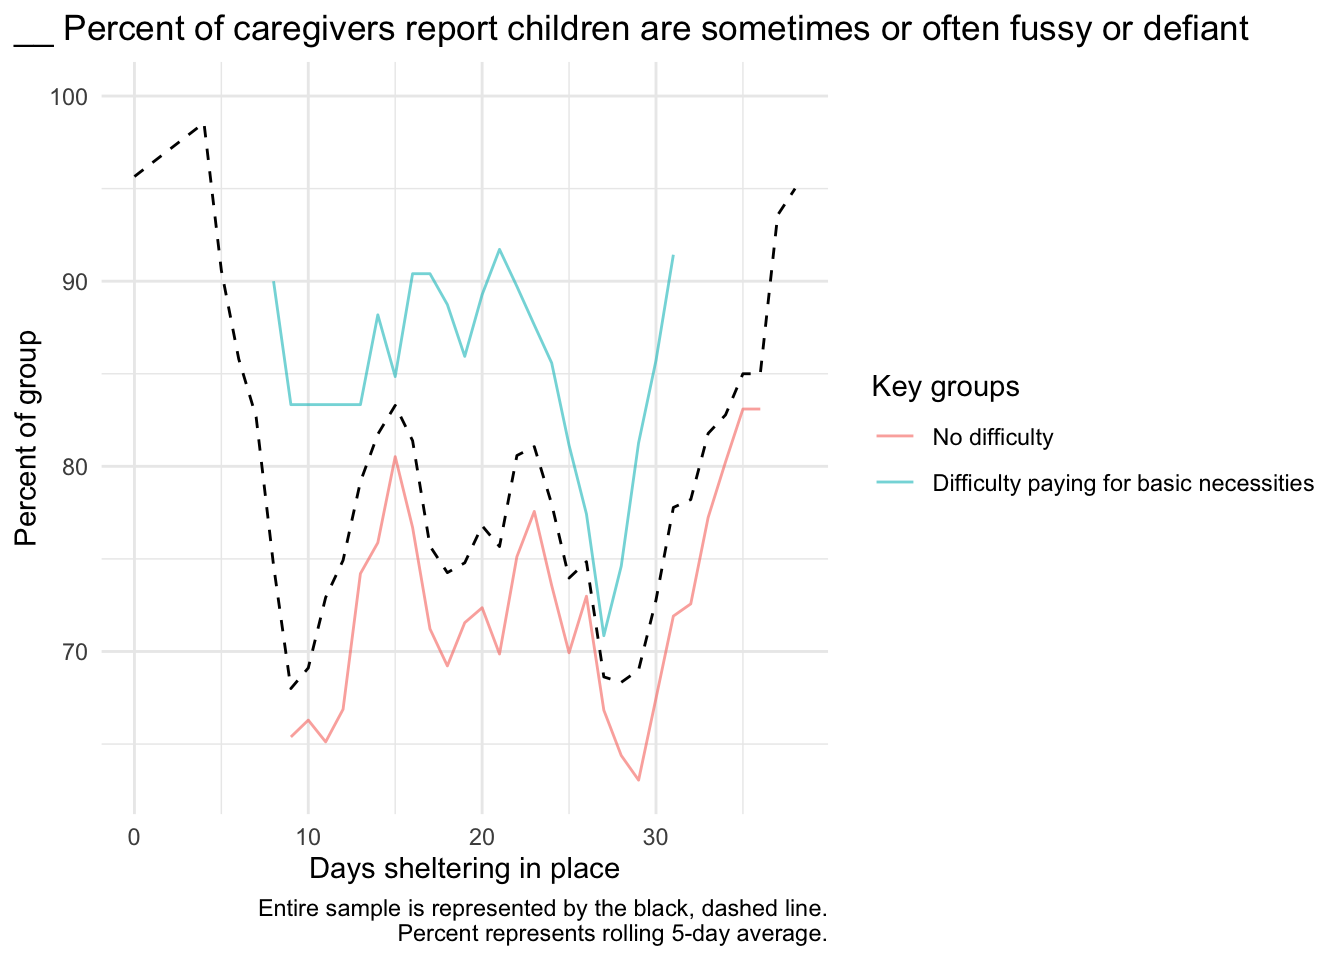 __ Percent of caregivers report children are sometimes or often fussy or defiant
100
90
80
70
Percent of group
0 10 20 30
Days sheltering in place
Key groups
No difficulty
Difficulty paying for basic necessities
Entire sample is represented by the black, dashed line.
Percent represents rolling 5-day average.